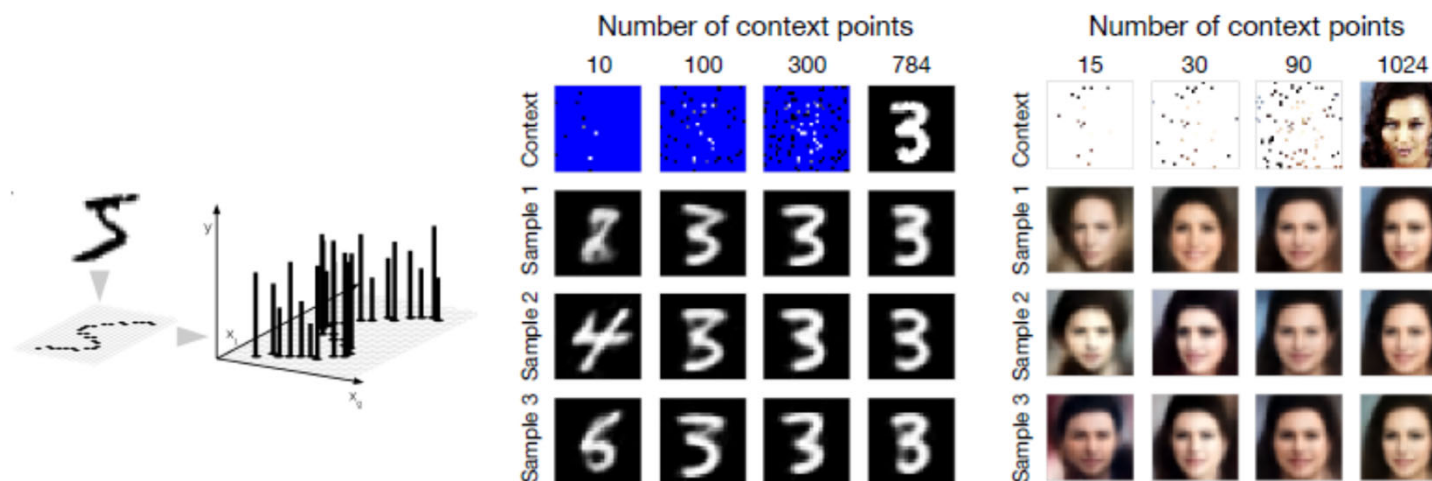 Number of context points
10 100 300 784
Context
Sample 1
Sample 2
Sample 3
Number of context points
15 30 90 1024
Context
Sample 1
Sample 2
Sample 3
y